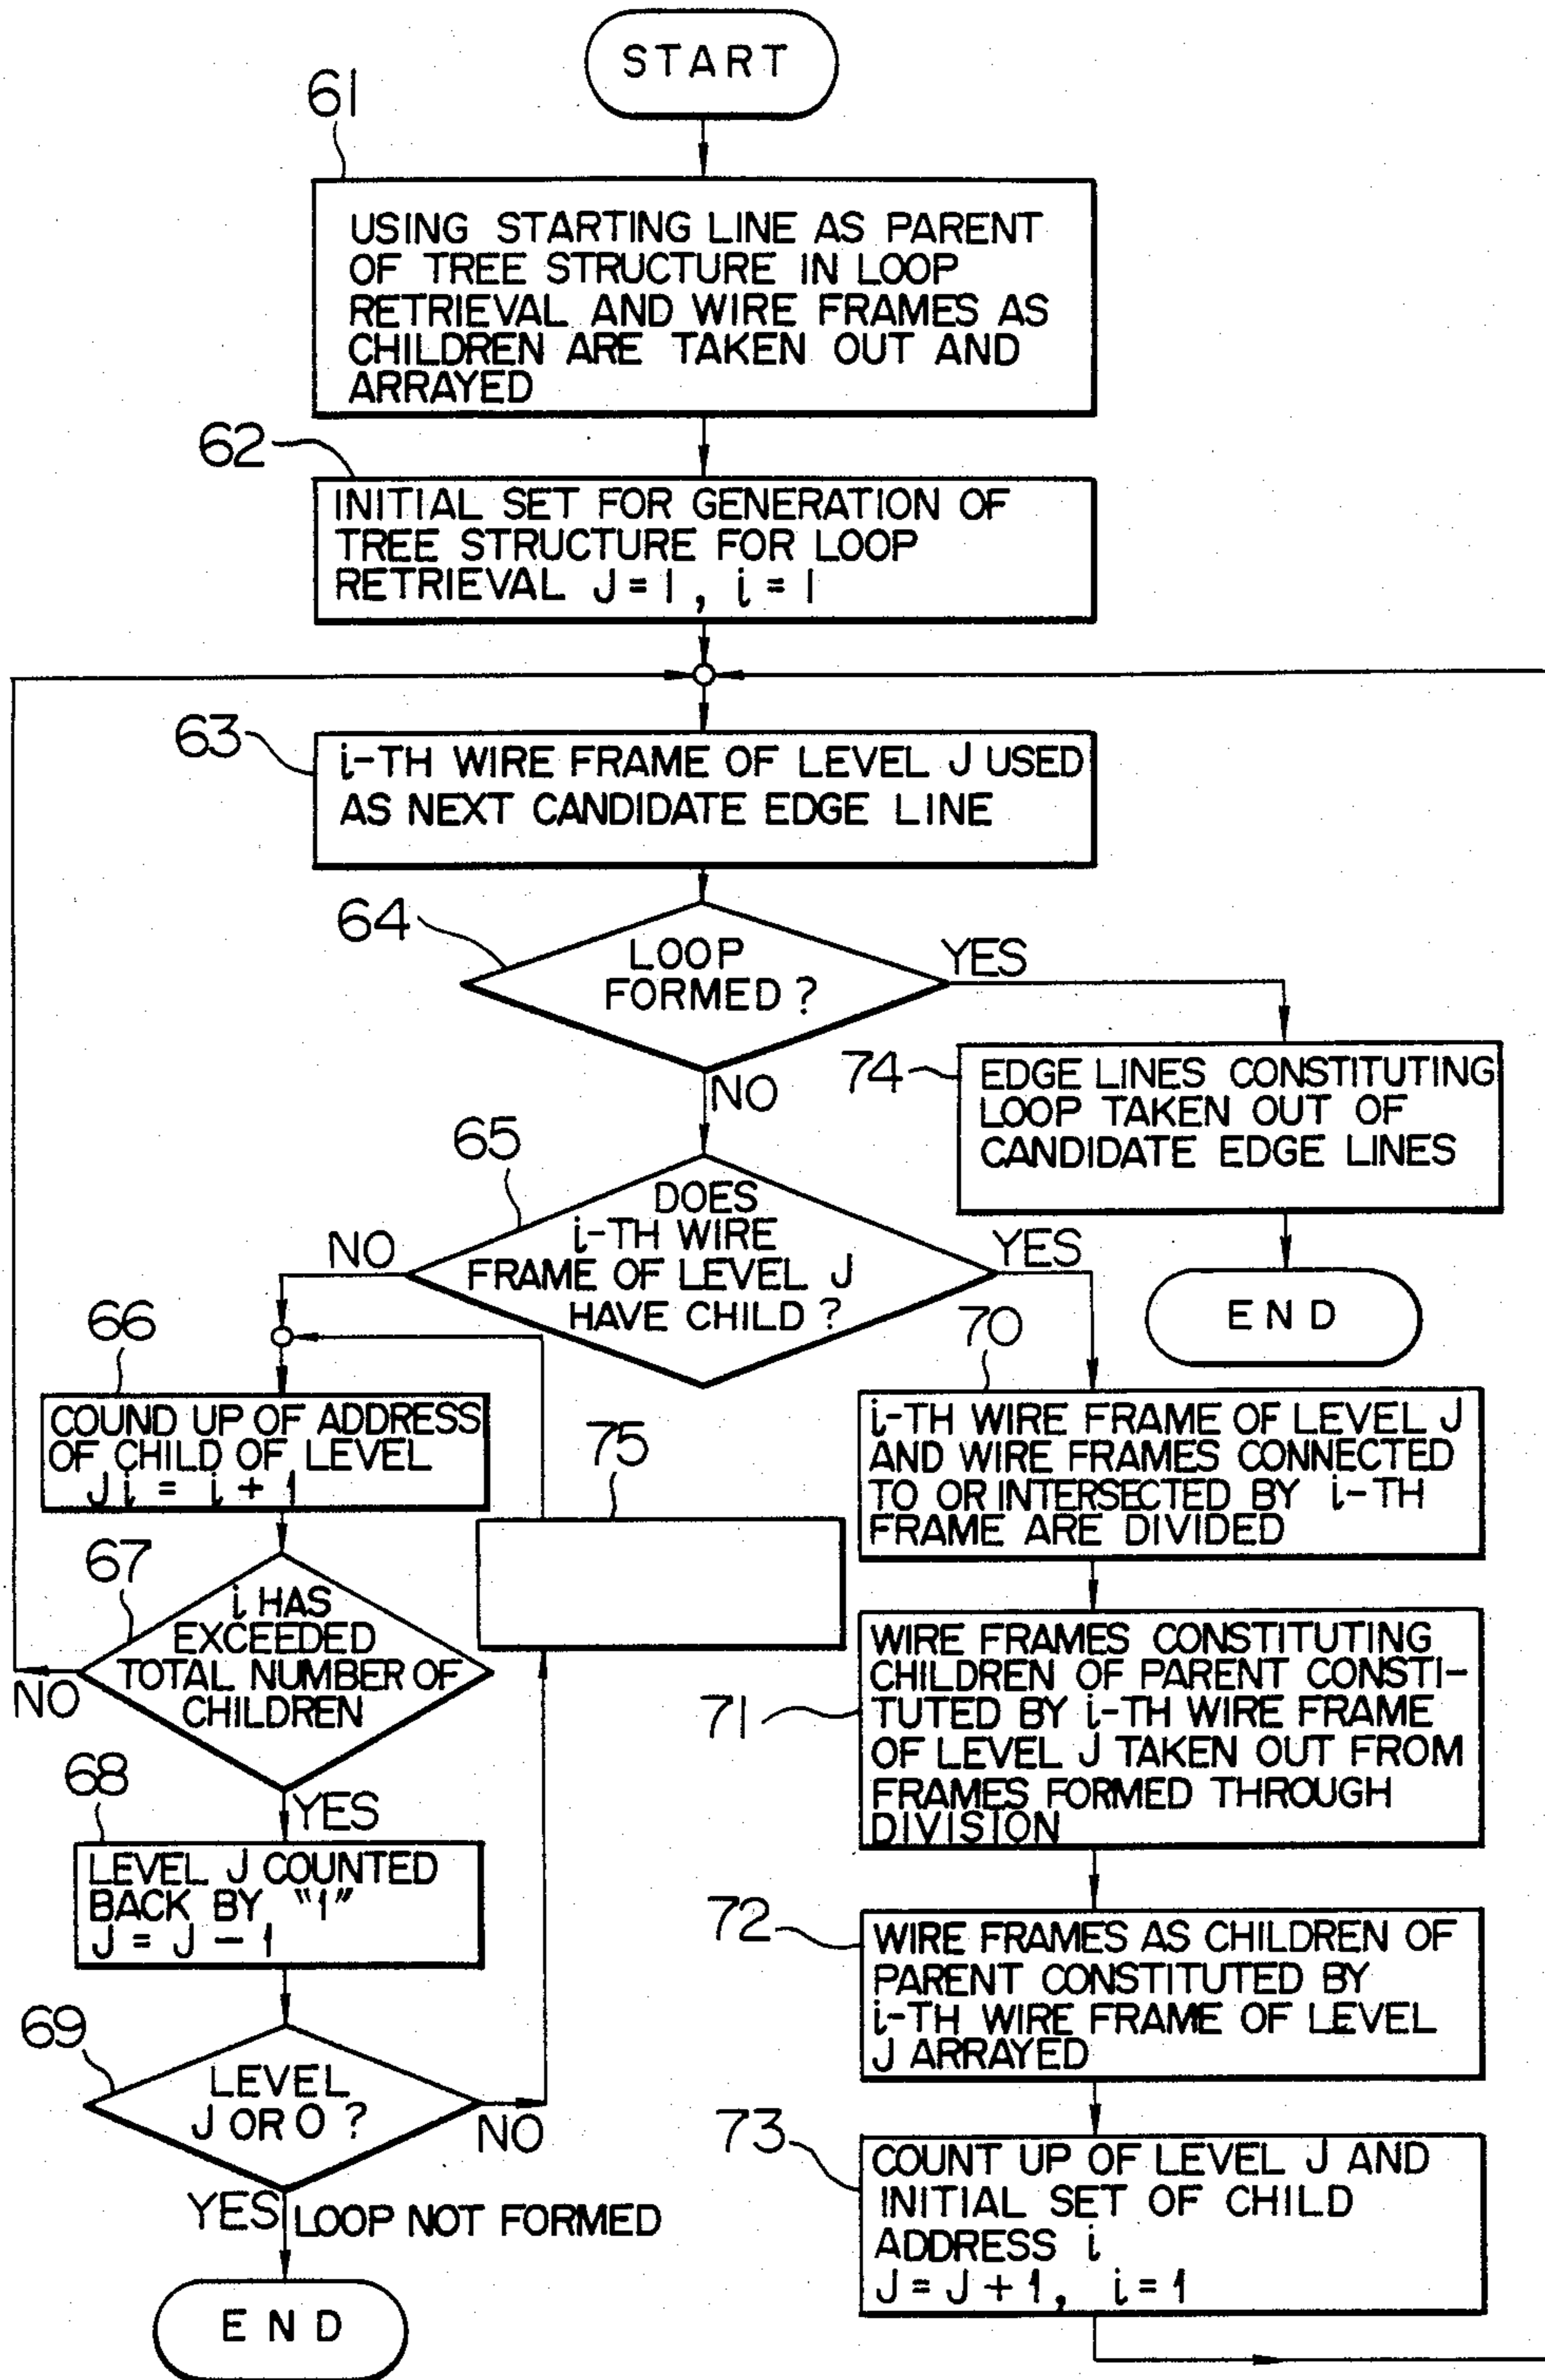 START
61
USING STARTING LINE AS PARENT
OF TREE STRUCTURE IN LOOP
RETRIEVAL AND WIRE FRAMES AS
CHILDREN ARE TAKEN OUT AND
ARRAYED
62
INITIAL SET FOR GENERATION OF
TREE STRUCTURE FOR LOOP
RETRIEVAL J = 1 , i = 1
63
i-TH WIRE FRAME OF LEVEL J USED
AS NEXT CANDIDATE EDGE LINE
64
LOOP
FORMED ?
YES
NO
74
EDGE LINES CONSTITUTING
LOOP TAKEN OUT OF
CANDIDATE EDGE LINES
END
65
DOES
i-TH WIRE
FRAME OF LEVEL J
HAVE CHILD ?
NO
YES
66
COUND UP OF ADDRESS
OF CHILD OF LEVEL
J i = i + 1
67
i HAS
EXCEEDED
TOTAL NUMBER OF
CHILDREN
NO
YES
68
LEVEL J COUNTED
BACK BY "1"
J = J - 1
69
LEVEL
J OR 0 ?
NO
YES
LOOP NOT FORMED
END
75
70
i-TH WIRE FRAME OF LEVEL J
AND WIRE FRAMES CONNECTED
TO OR INTERSECTED BY i-TH
FRAME ARE DIVIDED
71
WIRE FRAMES CONSTITUTING
CHILDREN OF PARENT CONSTI-
TUTED BY i-TH WIRE FRAME
OF LEVEL J TAKEN OUT FROM
FRAMES FORMED THROUGH
DIVISION
72
WIRE FRAMES AS CHILDREN OF
PARENT CONSTITUTED BY
i-TH WIRE FRAME OF LEVEL
J ARRAYED
73
COUNT UP OF LEVEL J AND
INITIAL SET OF CHILD
ADDRESS i
J = J + 1, i = 1